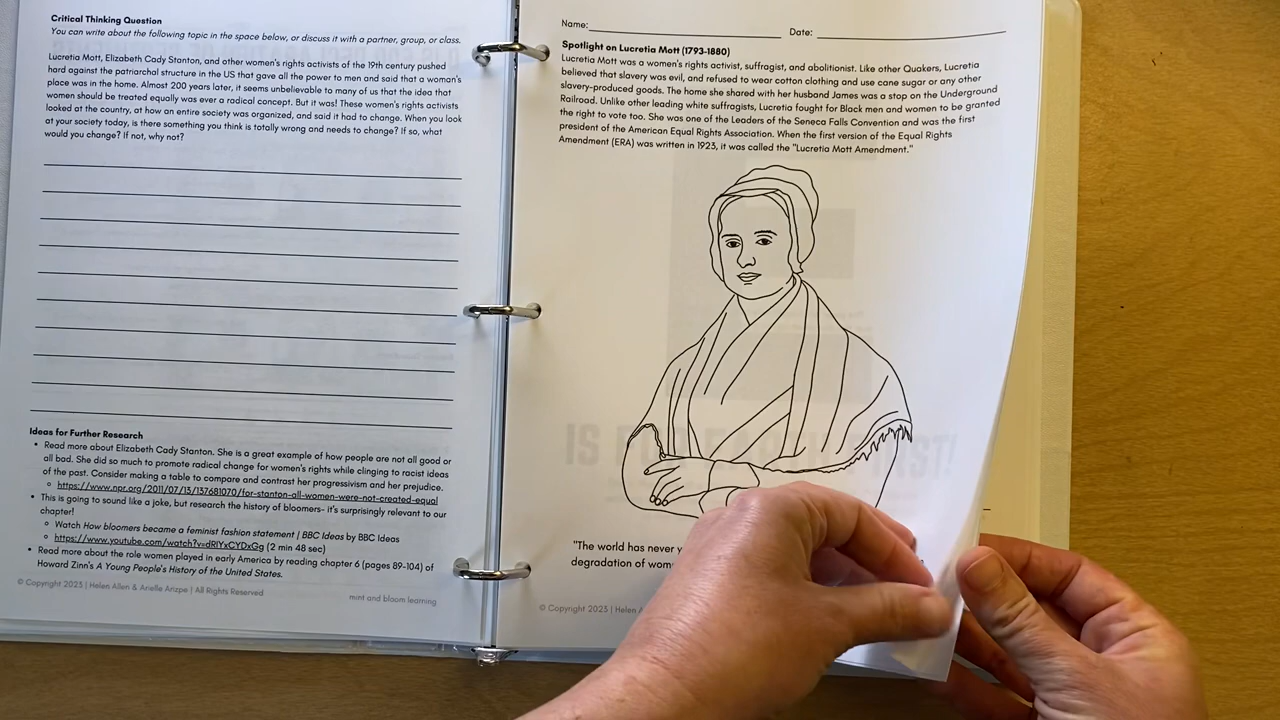 Critical Thinking Question
You can write about the following topic in the space below, or discuss it with a partner, group, or class.
Lucretia Mott, Elizabeth Cady Stanton, and other women's rights activists of the 19th century pushed
hard against the patriarchal structure in the US that gave all the power to men and said that a woman's
place was in the home. Almost 200 years later, it seems unbelievable to many of us that the idea that
women should be treated equally was ever a radical concept. But it was! These women's rights activists
looked at the country, at how an entire society was organized, and said it had to change. When you look
at your society today, is there something you think is totally wrong and needs to change? If so, what
would you change? If not, why not?
Ideas for Further Research
• Read more about Elizabeth Cady Stanton. She is a great example of how people are not all good or
all bad. She did so much to promote radical change for women's rights while clinging to racist ideas
of the past. Consider making a table to compare and contrast her progressivism and her prejudice.
https://www.npr.org/2011/07/13/137681070/for-stanton-all-women-were-not-created-equal
• This is going to sound like a joke, but research the history of bloomers- it's surprisingly relevant to our
chapter!
Watch How bloomers became a feminist fashion statement | BBC Ideas by BBC Ideas
https://www.youtube.com/watch?v=dRlYxCYDxGg (2 min 48 sec)
• Read more about the role women played in early America by reading chapter 6 (pages 89-104) of
Howard Zinn's A Young People's History of the United States.
© Copyright 2023 | Helen Allen & Arielle Arizpe | All Rights Reserved
mint and bloom learning
Name: Date:
Spotlight on Lucretia Mott (1793-1880)
Lucretia Mott was a women's rights activist, suffragist, and abolitionist. Like other Quakers, Lucretia
believed that slavery was evil, and refused to wear cotton clothing and use cane sugar or any other
slavery-produced goods. The home she shared with her husband James was a stop on the Underground
Railroad. Unlike other leading white suffragists, Lucretia fought for Black men and women to be granted
the right to vote too. She was one of the Leaders of the Seneca Falls Convention and was the first
president of the American Equal Rights Association. When the first version of the Equal Rights
Amendment (ERA) was written in 1923, it was called the "Lucretia Mott Amendment."
"The world has never
degradation of
© Copyright 2023 | Helen